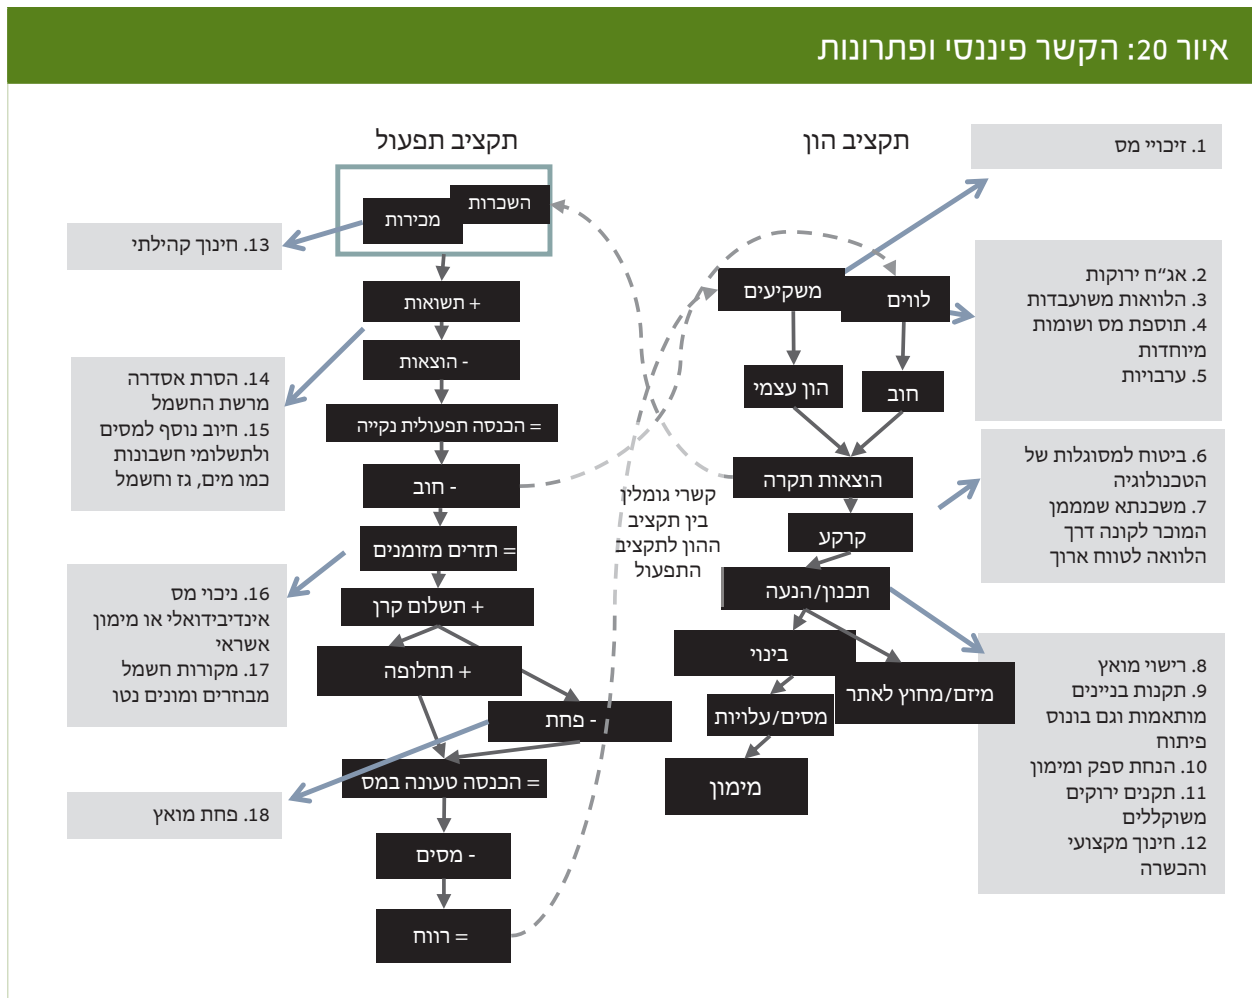 איור 20: הקשר פיננסי ופתרונות
תקציב הון
1. זיכויי מס
משקיעים
לווים
2. אג״ח ירוקות
3. הלוואות משועבדות
4. תוספת מס ושומות
מיוחדות
5. ערבויות
הון עצמי
חוב
הוצאות תקרה
קרקע
6. ביטוח למסוגלות של
הטכנולוגיה
7. משכנתא שמממן
המוכר לקונה דרך
הלוואה לטווח ארוך
תכנון/הנעה
בינוי
מיזם/מחוץ לאתר
מסים/עלויות
מימון
8. רישוי מואץ
9. תקנות בניינים
מותאמות וגם בונוס
פיתוח
10. הנחת ספק ומימון
11. תקנים ירוקים
משוקללים
12. חינוך מקצועי
והכשרה
קשרי גומלין
בין תקציב
ההון לתקציב
התפעול
תקציב תפעול
השכרות
מכירות
13. חינוך קהילתי
+ תשואות
- הוצאות
= הכנסה תפעולית נקייה
- חוב
= תזרים מזומנים
+ תשלום קרן
+ תחלופה
- פחת
= הכנסה טעונה במס
- מסים
= רווח
14. הסרת אסדרה
מרשת החשמל
15. חיוב נוסף למסים
ולתשלומי חשבונות
כמו מים, גז וחשמל
16. ניכוי מס
אינדיבידואלי או מימון
אשראי
17. מקורות חשמל
מבוזרים ומונים נטו
18. פחת מואץ